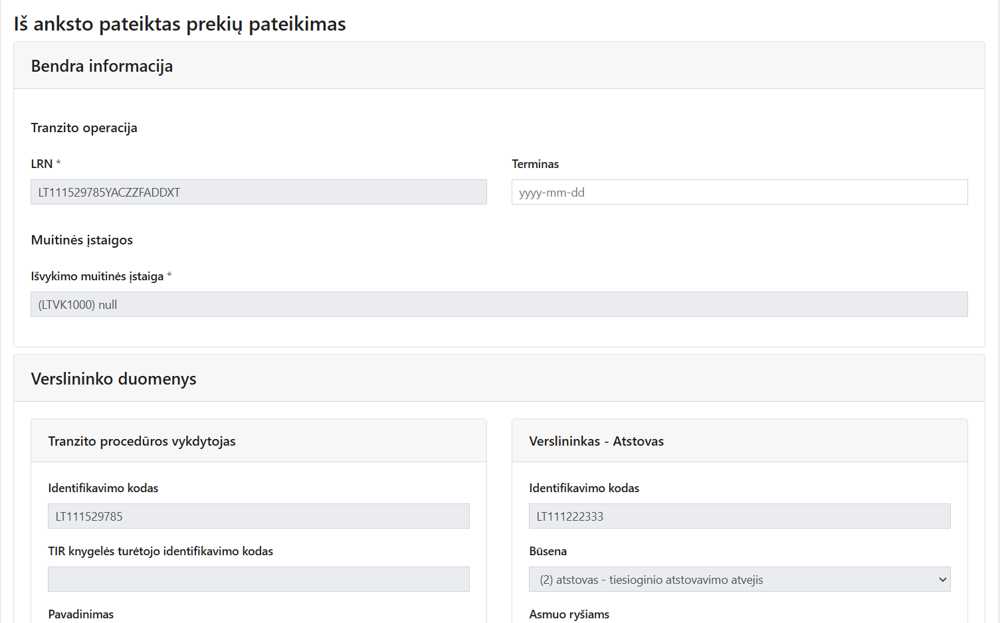 Iš anksto pateiktas prekių pateikimas
Bendra informacija
Tranzito operacija
LRN *
LT111529785YACZZFADDXT
Terminas
yyyy-mm-dd
Muitinės įstaigos
Išvykimo muitinės įstaiga *
(LTVK1000) null
Verslininko duomenys
Tranzito procedūros vykdytojas
Identifikavimo kodas
LT111529785
TIR knygelės turėtojo identifikavimo kodas
Pavadinimas
Verslininkas - Atstovas
Identifikavimo kodas
LT111222333
Būsena
(2) atstovas - tiesioginio atstovavimo atvejis
Asmuo ryšiams